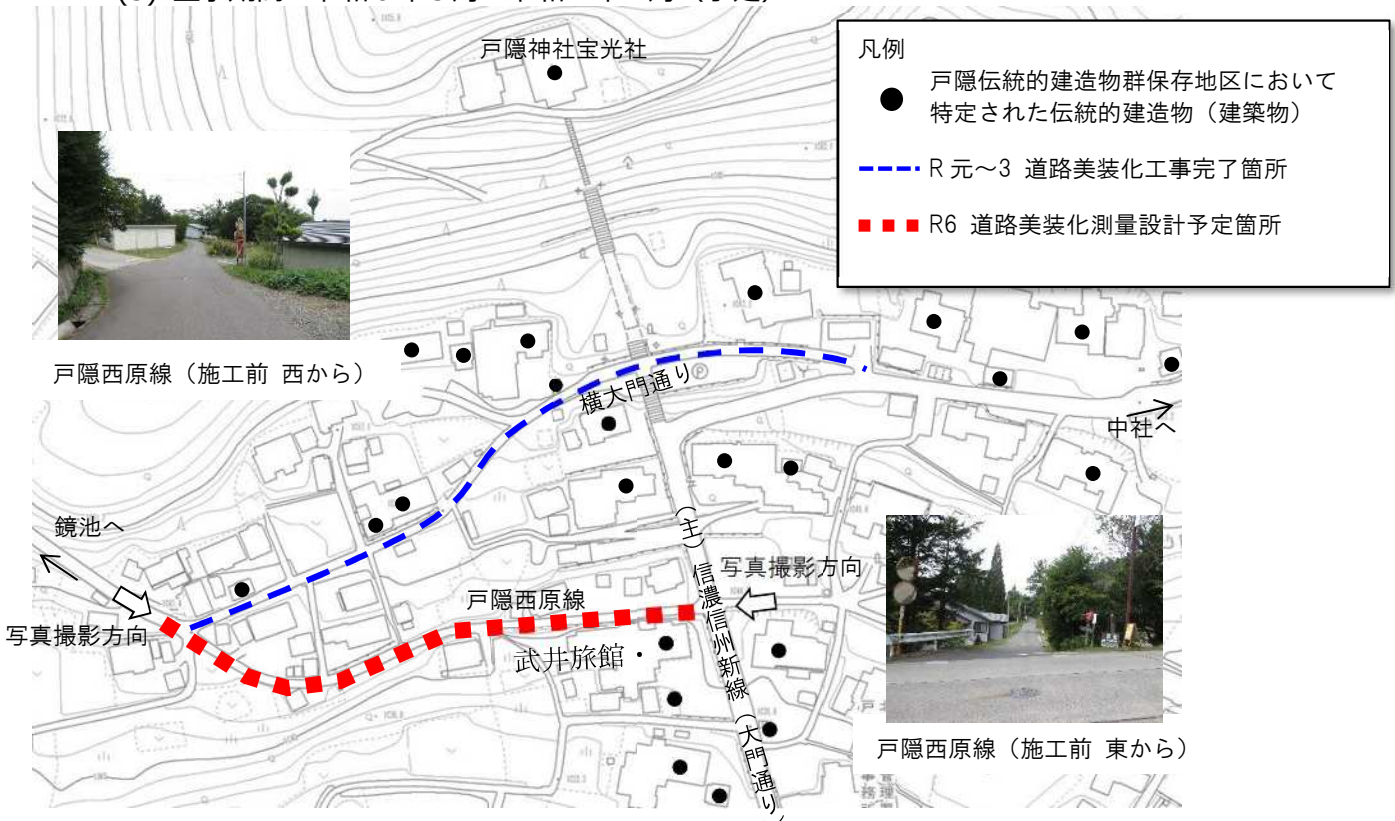 戸隠神社宝光社
凡例
戸隠伝統的建造物群保存地区において
特定された伝統的建造物（建築物）
R 元～3 道路美装化工事完了箇所
R6 道路美装化測量設計予定箇所
戸隠西原線（施工前 西から）
横大門通り
中社へ
鏡池へ
写真撮影方向
戸隠西原線
武井旅館・
（主）信濃信州新線（大門通り）
写真撮影方向
戸隠西原線（施工前 東から）